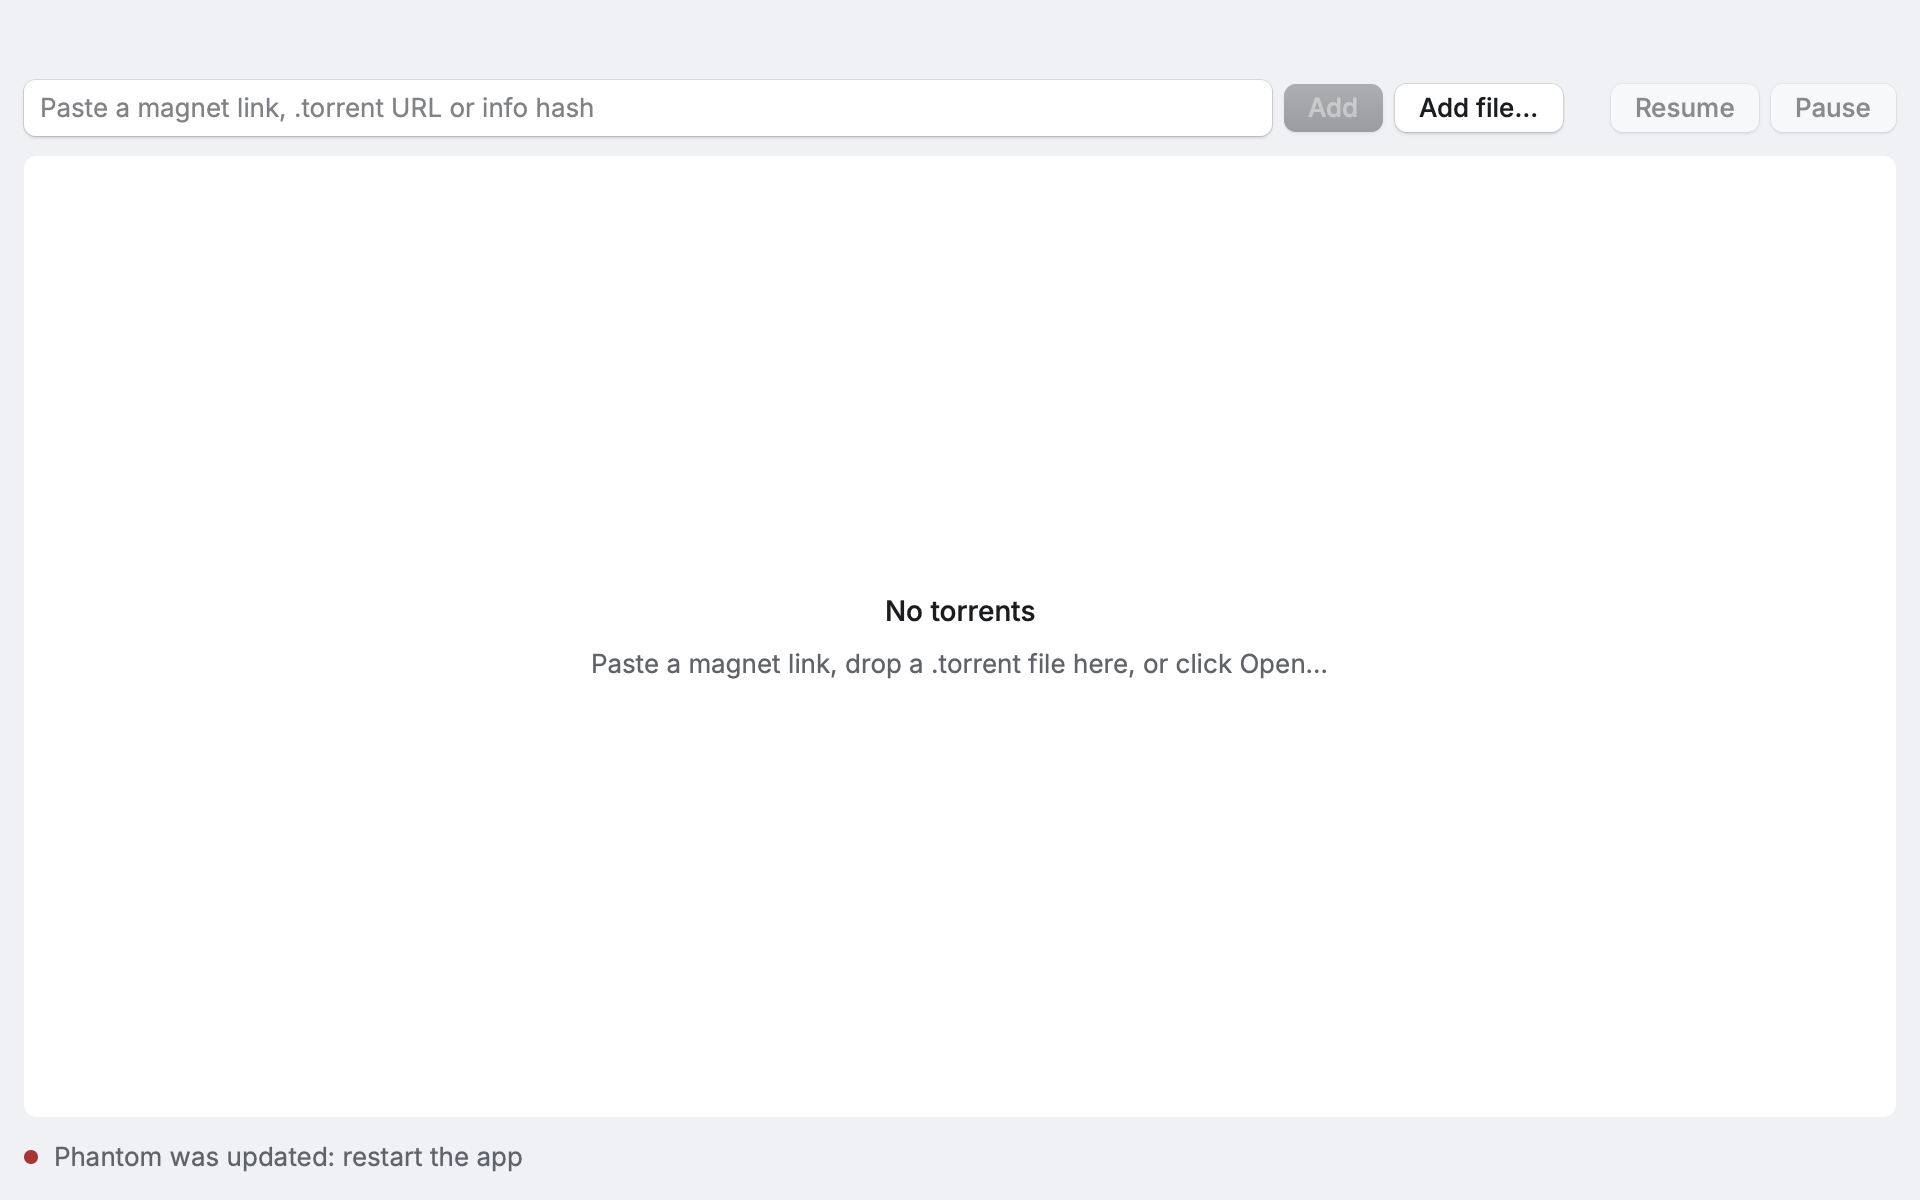 Paste a magnet link, .torrent URL or info hash
Add
Add file...
Resume
Pause
No torrents
Paste a magnet link, drop a .torrent file here, or click Open...
Phantom was updated: restart the app